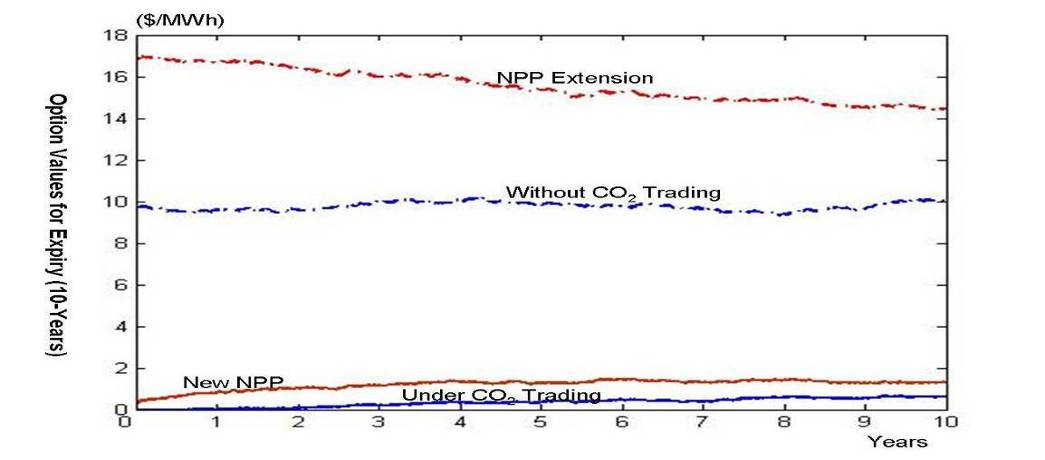 ($/MWh)
18
16
14
12
10
8
6
4
2
0
Option Values for Expiry (10-Years)
NPP Extension
Without CO₂ Trading
New NPP
Under CO₂ Trading
0 1 2 3 4 5 6 7 8 9 10
Years